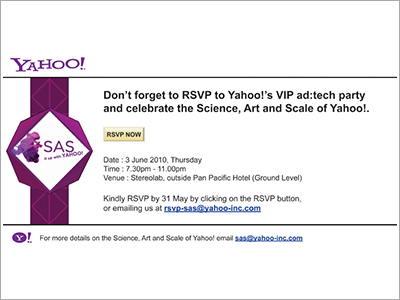 YAHOO!
Don't forget to RSVP to Yahoo!'s VIP ad:tech party
and celebrate the Science, Art and Scale of Yahoo!.
RSVP NOW
SAS
it up with YAHOO!
Date : 3 June 2010, Thursday
Time : 7.30pm - 11.00pm
Venue : Stereolab, outside Pan Pacific Hotel (Ground Level)
Kindly RSVP by 31 May by clicking on the RSVP button,
or emailing us at rsvp-sas@yahoo-inc.com
Y! For more details on the Science, Art and Scale of Yahoo! email sas@yahoo-inc.com